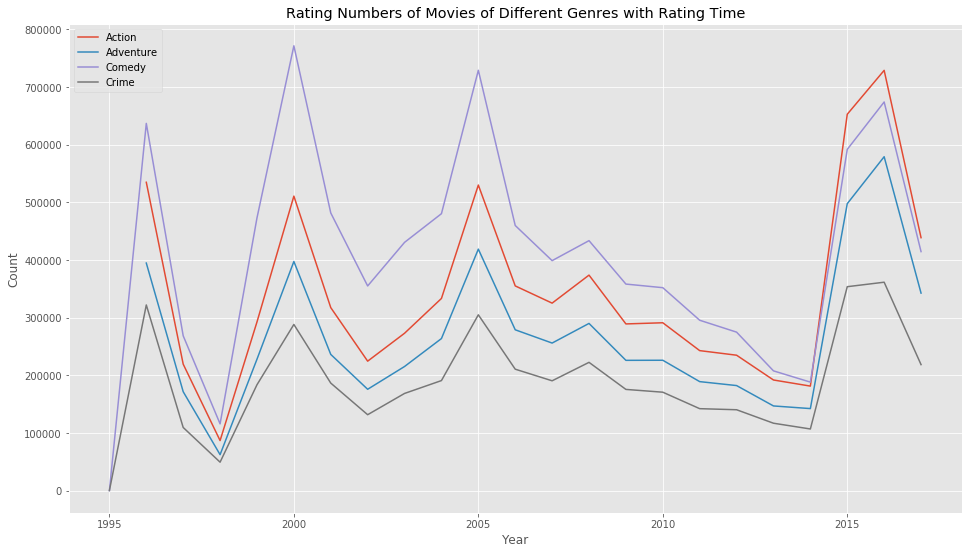 Rating Numbers of Movies of Different Genres with Rating Time
Action
Adventure
Comedy
Crime
800000
700000
600000
500000
400000
300000
200000
100000
0
Count
1995
2000
2005
2010
2015
Year